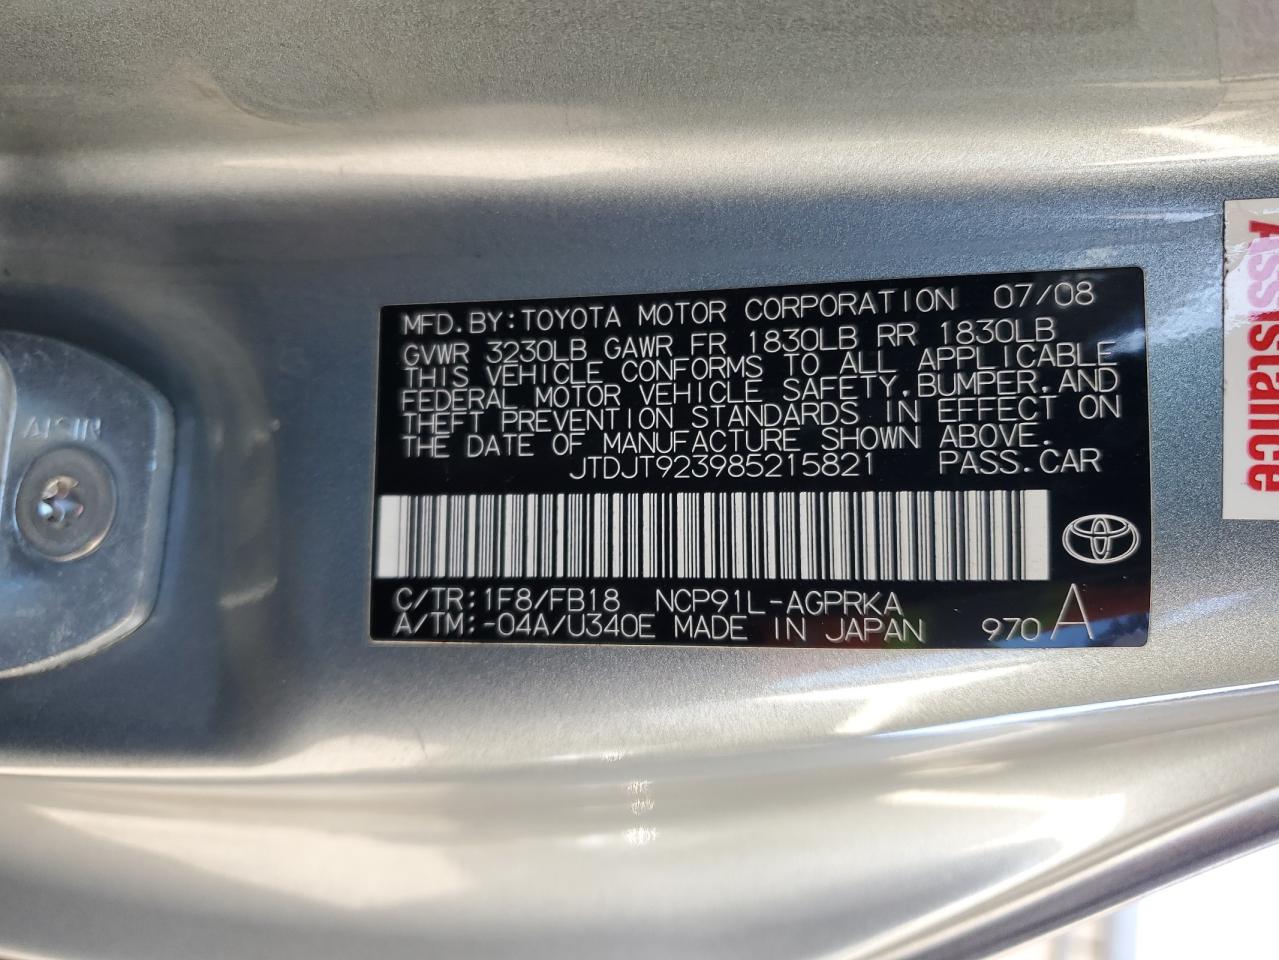 MFD.BY:TOYOTA MOTOR CORPORATION 07/08
GVWR 3230LB GAWR FR 1830LB RR 1830LB
THIS VEHICLE CONFORMS TO ALL APPLICABLE
FEDERAL MOTOR VEHICLE SAFETY,BUMPER,AND
THEFT PREVENTION STANDARDS IN EFFECT ON
THE DATE OF MANUFACTURE SHOWN ABOVE.
JTDJT923985215821 PASS.CAR
C/TR:1F8/FB18 NCP91L-AGPRKA
A/TM:-04A/U340E MADE IN JAPAN 970 A
AISIN
Assistance